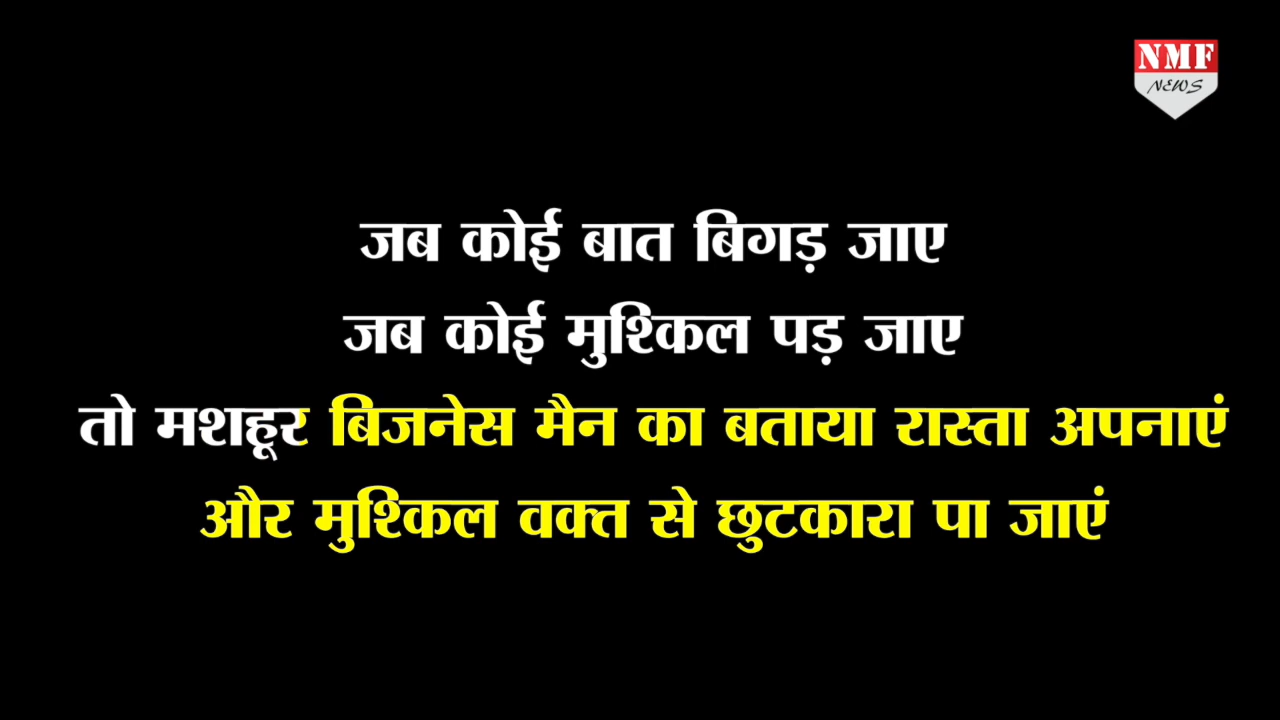 NMF
NEWS
जब कोई बात बिगड़ जाए
जब कोई मुश्किल पड़ जाए
तो मशहूर बिजनेस मैन का बताया रास्ता अपनाएं
और मुश्किल वक्त से छुटकारा पा जाएं